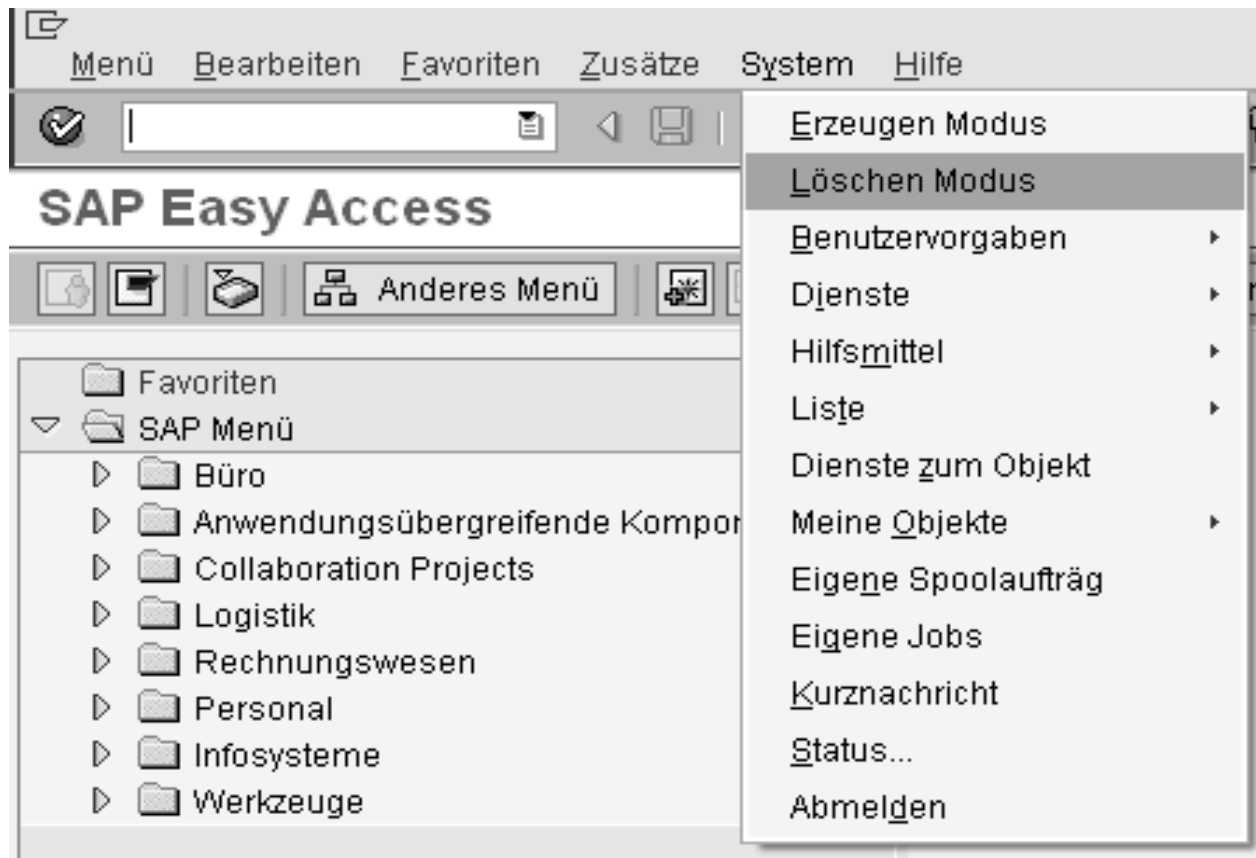 Menü Bearbeiten Favoriten Zusätze System Hilfe
SAP Easy Access
Anderes Menü
Favoriten
SAP Menü
Büro
Anwendungsübergreifende
Collaboration Projects
Logistik
Rechnungswesen
Personal
Infosysteme
Werkzeuge
Erzeugen Modus
Löschen Modus
Benutzervorgaben
Dienste
Hilfsmittel
Liste
Dienste zum Objekt
Meine Objekte
Eigene Spoolaufträg
Eigene Jobs
Kurznachricht
Status...
Abmelden